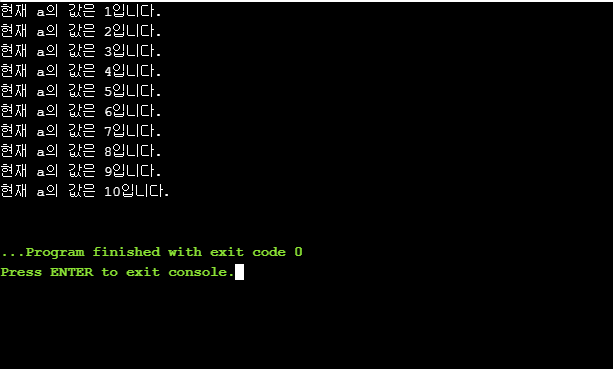 현재 a의 값은 1입니다.
현재 a의 값은 2입니다.
현재 a의 값은 3입니다.
현재 a의 값은 4입니다.
현재 a의 값은 5입니다.
현재 a의 값은 6입니다.
현재 a의 값은 7입니다.
현재 a의 값은 8입니다.
현재 a의 값은 9입니다.
현재 a의 값은 10입니다.
...Program finished with exit code 0
Press ENTER to exit console.